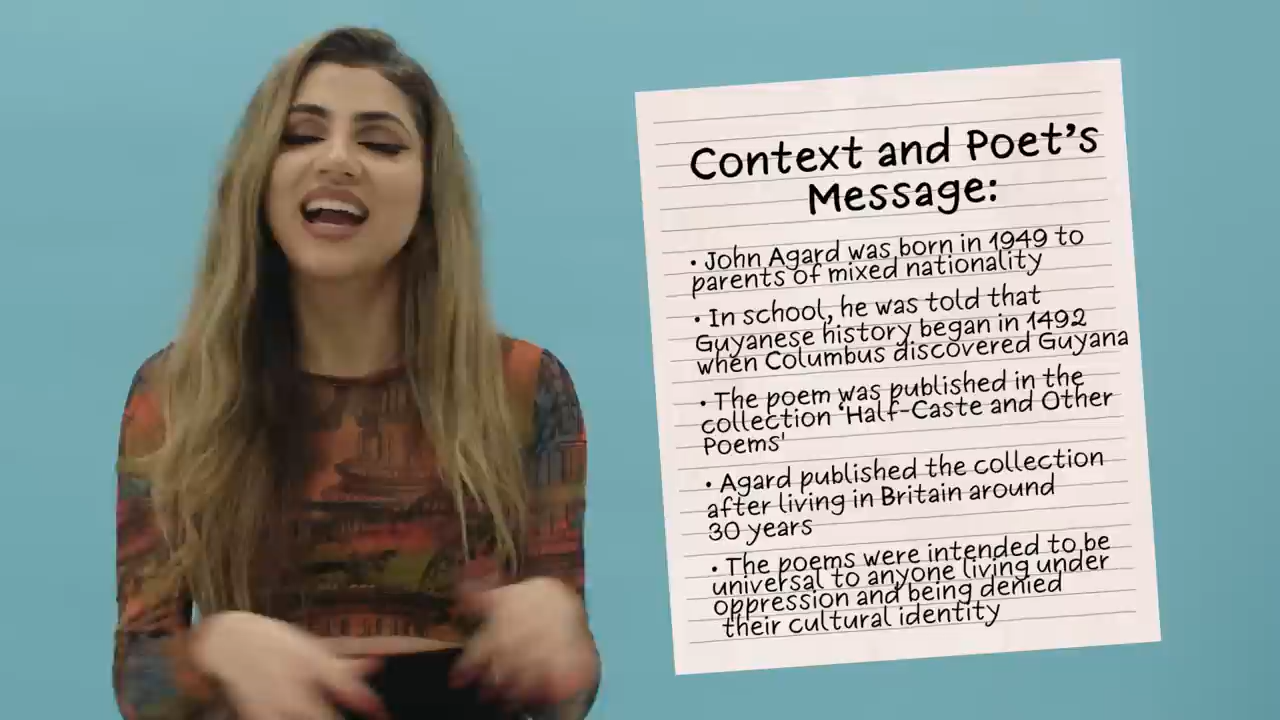 Context and Poet's
Message:
• John Agard was born in 1949 to
parents of mixed nationality
• In school, he was told that
Guyanese history began in 1492
when Columbus discovered Guyana
• The poem was published in the
collection 'Half-Caste and Other
Poems'
• Agard published the collection
after living in Britain around
30 years
• The poems were intended to be
universal to anyone living under
oppression and being denied
their cultural identity